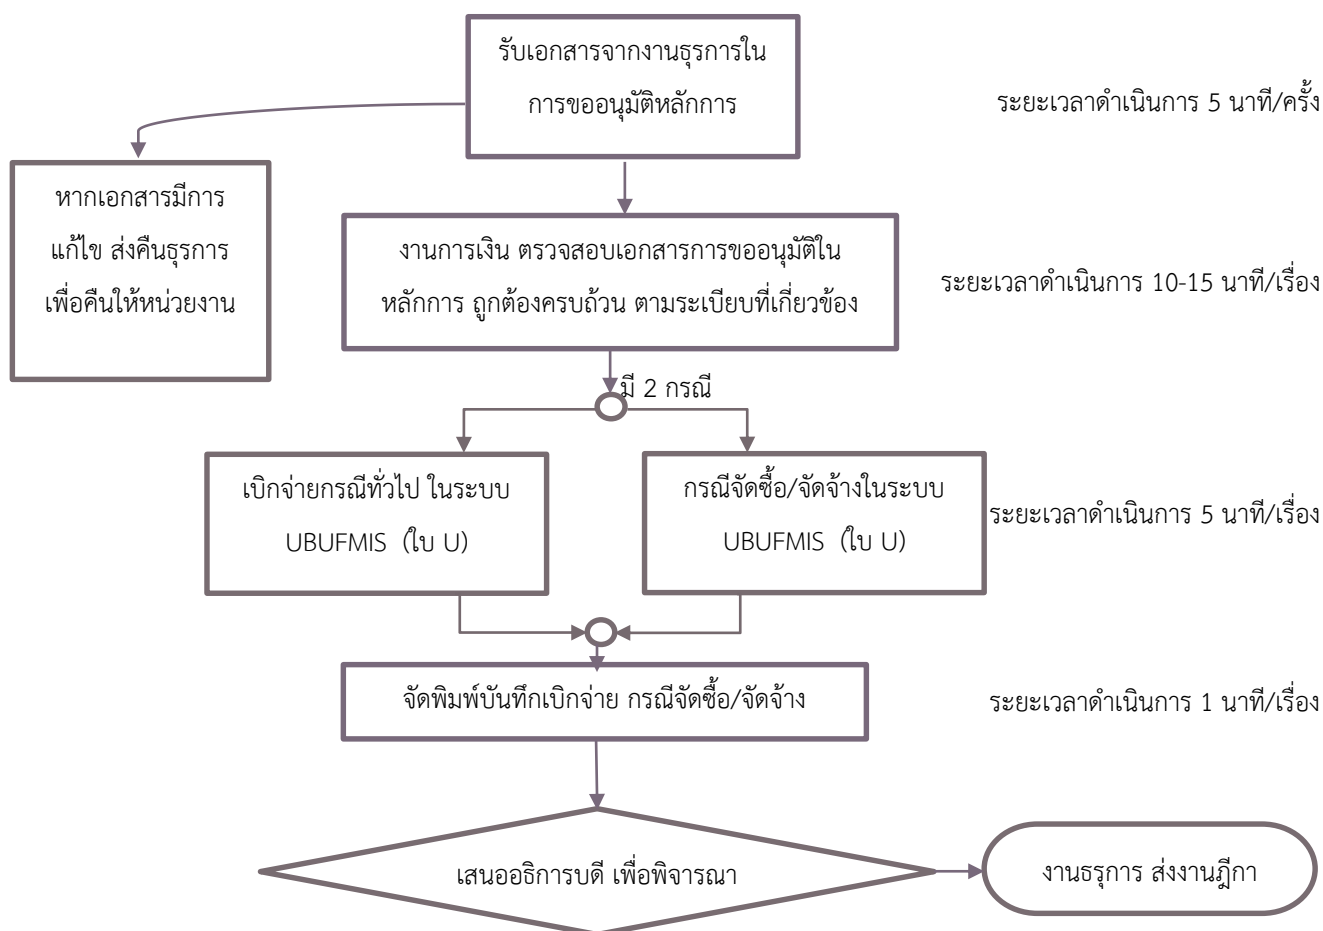 รับเอกสารจากงานธุรการใน
การขออนุมัติหลักการ
ระยะเวลาดำเนินการ 5 นาที/ครั้ง
หากเอกสารมีการ
แก้ไข ส่งคืนธุรการ
เพื่อคืนให้หน่วยงาน
งานการเงิน ตรวจสอบเอกสารการขออนุมัติใน
หลักการ ถูกต้องครบถ้วน ตามระเบียบที่เกี่ยวข้อง
ระยะเวลาดำเนินการ 10-15 นาที/เรื่อง
มี 2 กรณี
เบิกจ่ายกรณีทั่วไป ในระบบ
UBUFMIS (ใบ U)
กรณีจัดซื้อ/จัดจ้างในระบบ
UBUFMIS (ใบ U)
ระยะเวลาดำเนินการ 5 นาที/เรื่อง
จัดพิมพ์บันทึกเบิกจ่าย กรณีจัดซื้อ/จัดจ้าง
ระยะเวลาดำเนินการ 1 นาที/เรื่อง
เสนออธิการบดี เพื่อพิจารณา
งานธรุการ ส่งงานฎีกา